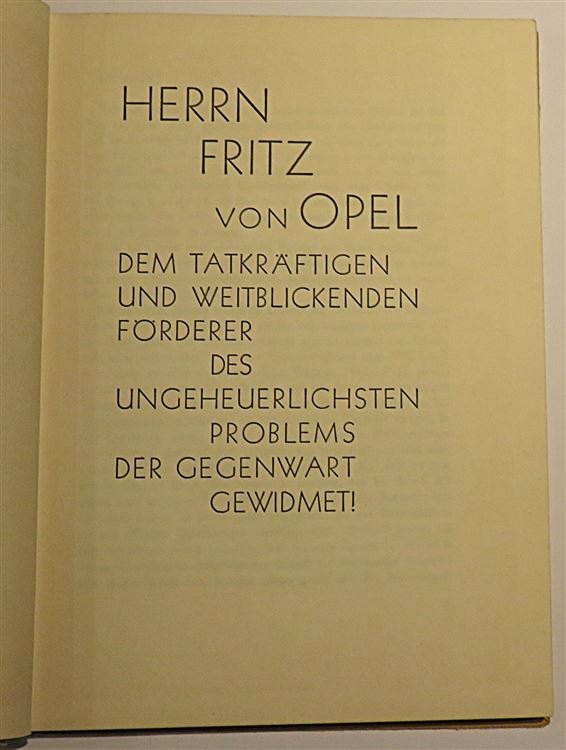 HERRN
FRITZ
VON OPEL
DEM TATKRÄFTIGEN
UND WEITBLICKENDEN
FÖRDERER
DES
UNGEHEUERLICHSTEN
PROBLEMS
DER GEGENWART
GEWIDMET!